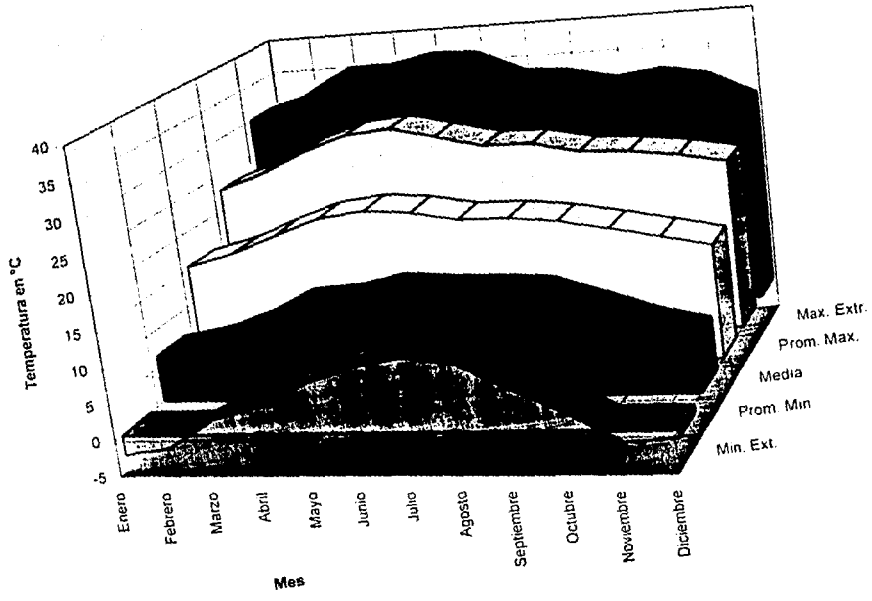 40
35
30
25
20
15
10
5
0
-5
Temperatura en °C
Enero
Febrero
Marzo
Abril
Mayo
Junio
Julio
Agosto
Septiembre
Octubre
Noviembre
Diciembre
Mes
Max. Extr.
Prom. Max.
Media
Prom. Min
Min. Ext.